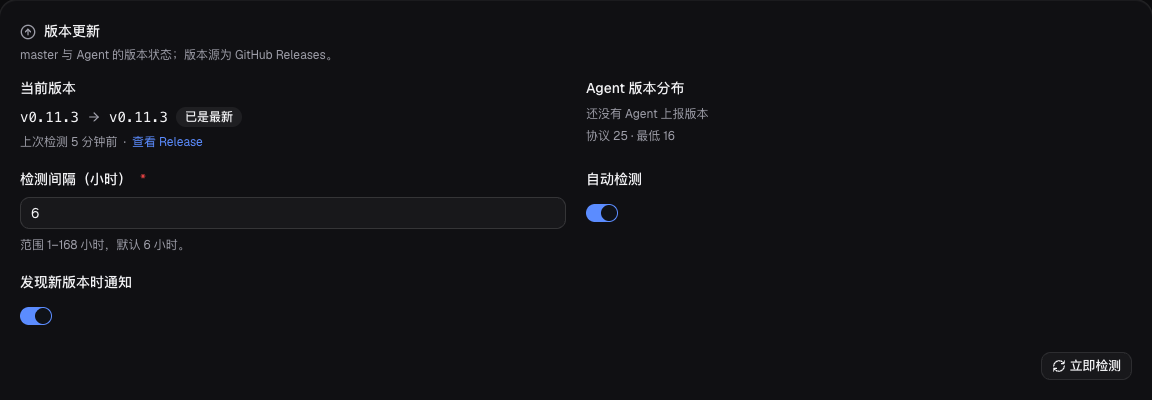 版本更新
master 与 Agent 的版本状态；版本源为 GitHub Releases。
当前版本
v0.11.3 → v0.11.3 已是最新
上次检测 5 分钟前 · 查看 Release
Agent 版本分布
还没有 Agent 上报版本
协议 25 · 最低 16
检测间隔（小时） *
6
范围 1–168 小时，默认 6 小时。
自动检测
发现新版本时通知
立即检测